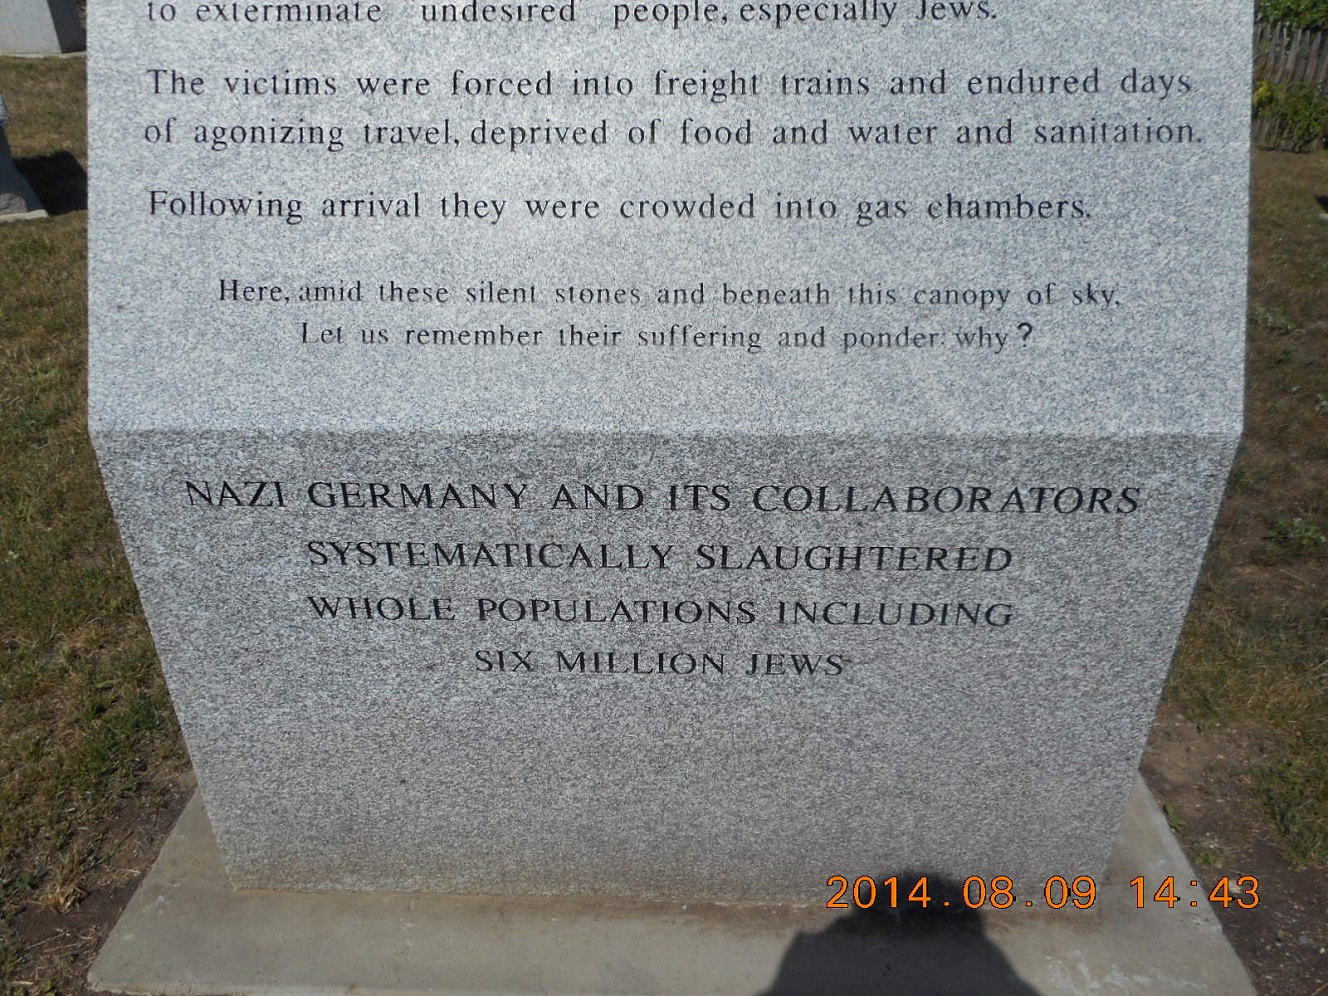 to exterminate "undesired" people, especially Jews.
The victims were forced into freight trains and endured days
of agonizing travel, deprived of food and water and sanitation.
Following arrival they were crowded into gas chambers.
Here, amid these silent stones and beneath this canopy of sky,
Let us remember their suffering and ponder: why?
NAZI GERMANY AND ITS COLLABORATORS
SYSTEMATICALLY SLAUGHTERED
WHOLE POPULATIONS INCLUDING
SIX MILLION JEWS
2014.08.09 14:43